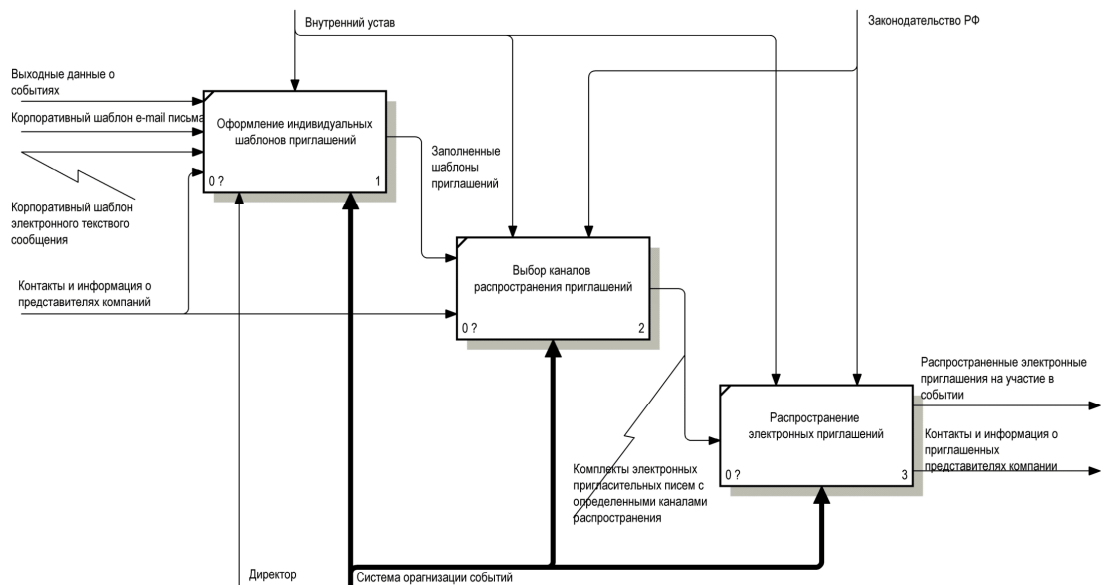 Внутренний устав
Законодательство РФ
Выходные данные о
событиях
Корпоративный шаблон e-mail письма
Оформление индивидуальных
шаблонов приглашений
0 ?
1
Заполненные
шаблоны
приглашений
Корпоративный шаблон
электронного текствого
сообщения
Контакты и информация о
представителях компаний
Выбор каналов
распространения приглашений
0 ?
2
Распространенные электронные
приглашения на участие в
событии
Распространение
электронных приглашений
0 ?
3
Контакты и информация о
приглашенных
представителях компании
Комплекты электронных
пригласительных писем с
определенными каналами
распространения
Директор
Система орагнизации событий